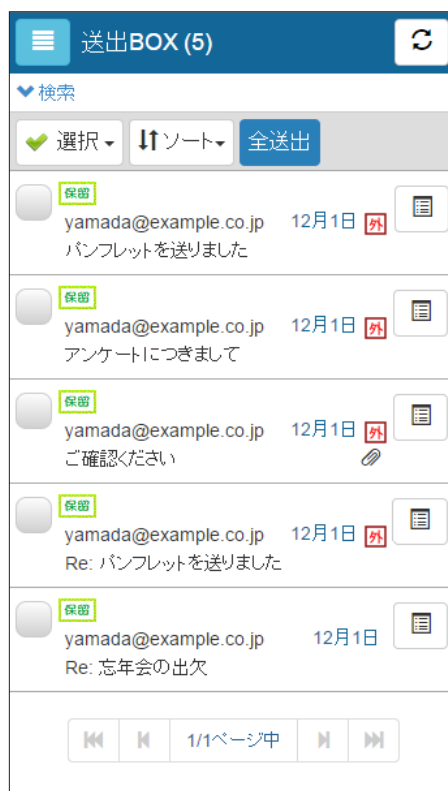 送出BOX (5)
検索
選択
ソート
全送出
保留
yamada@example.co.jp 12月1日 外
パンフレットを送りました
保留
yamada@example.co.jp 12月1日 外
アンケートにつきまして
保留
yamada@example.co.jp 12月1日 外
ご確認ください
保留
yamada@example.co.jp 12月1日 外
Re: パンフレットを送りました
保留
yamada@example.co.jp 12月1日
Re: 忘年会の出欠
1/1ページ中